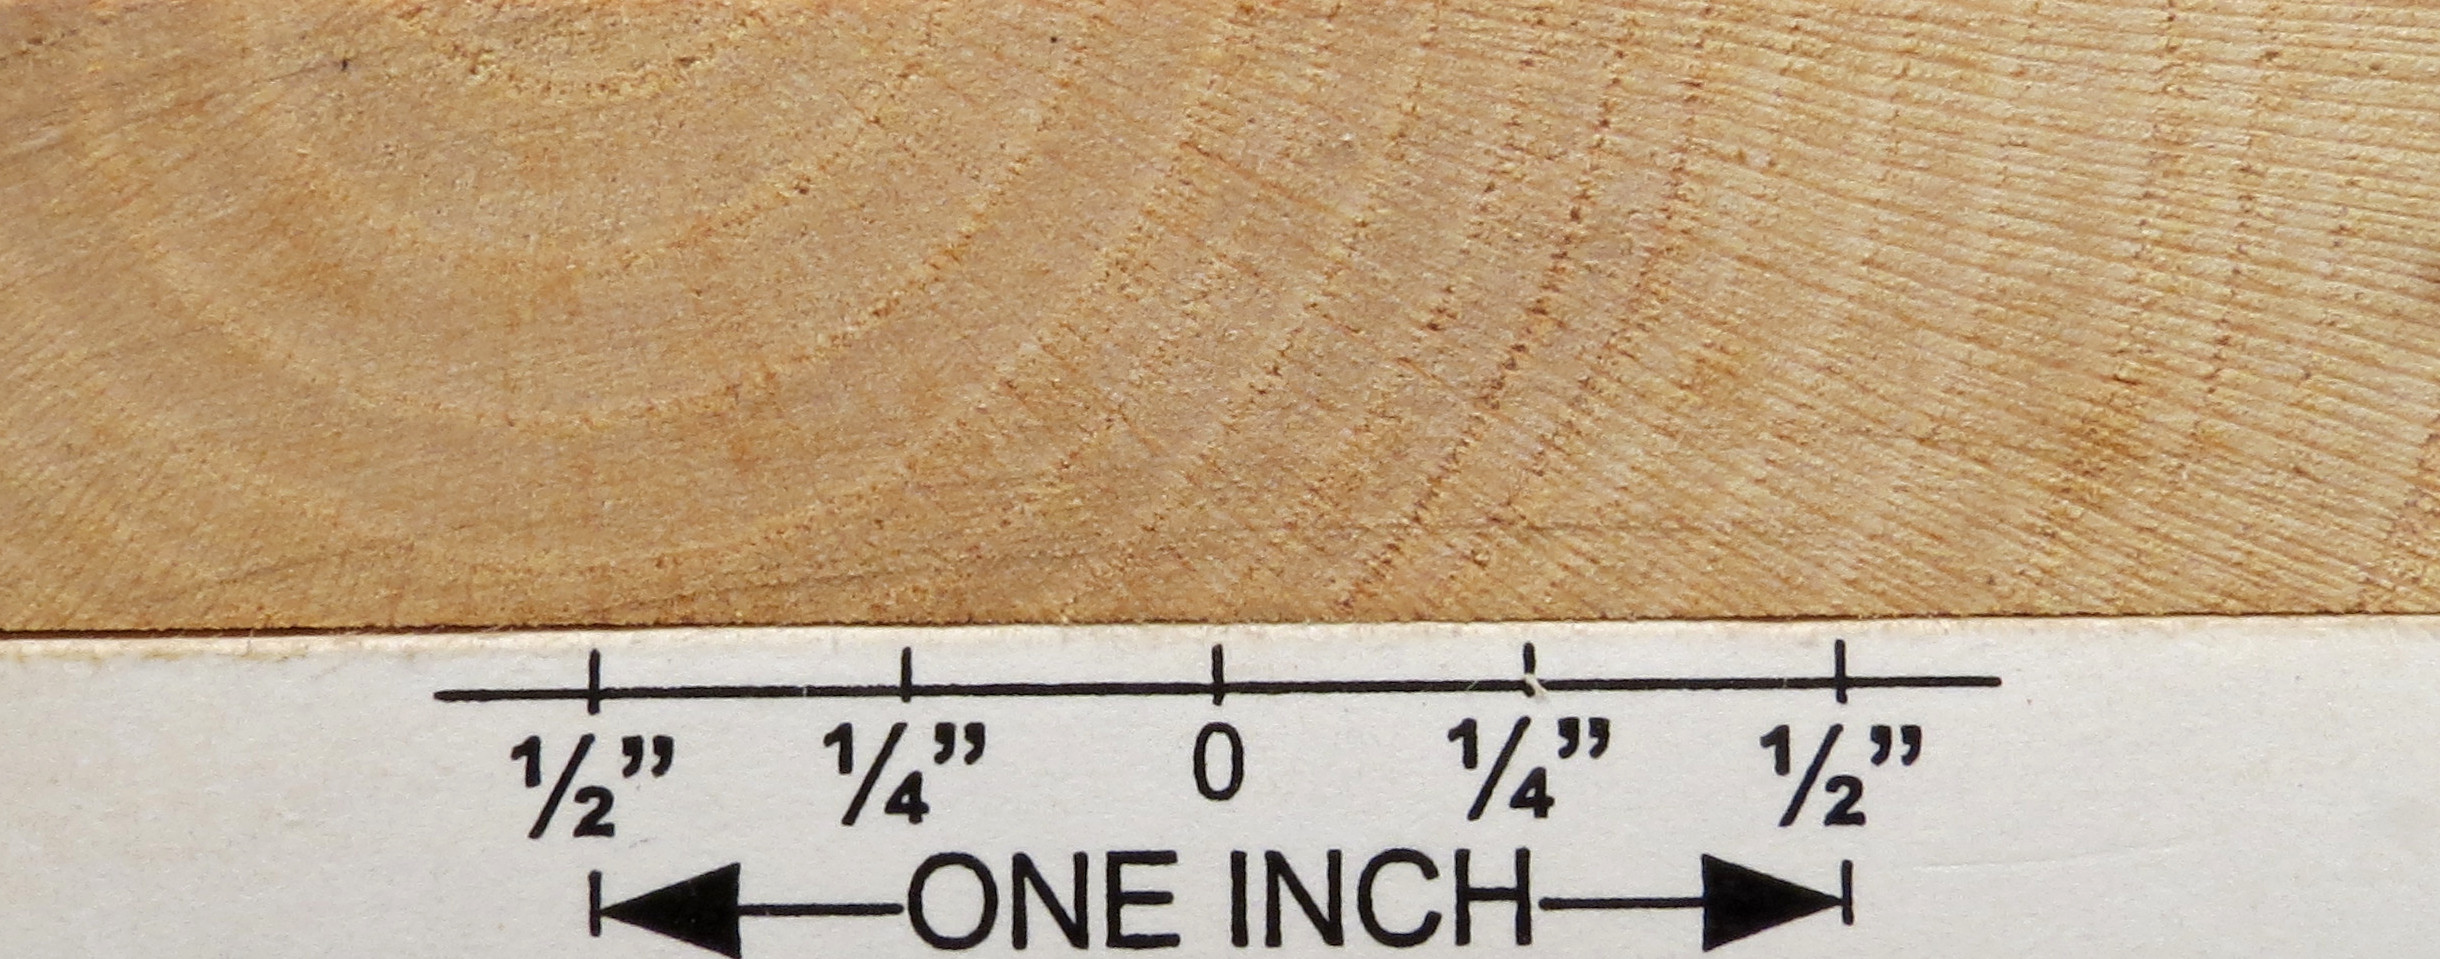 ½” ¼” 0 ¼” ½”
ONE INCH